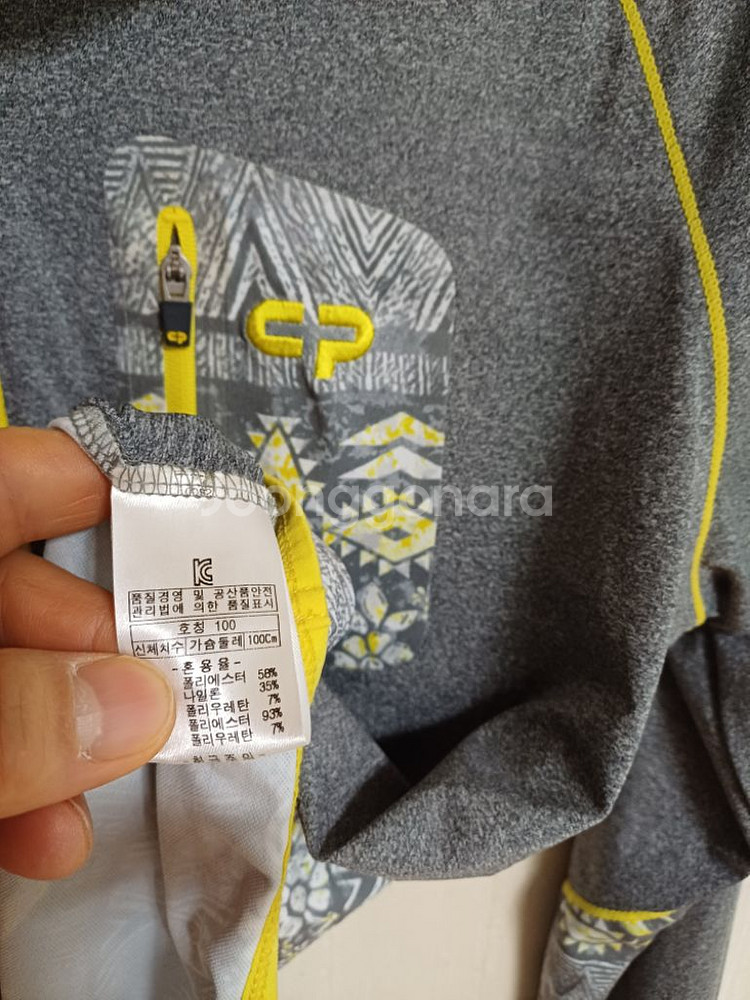 CP
Joonggonara
KC
품질경영 및 공산품안전
관리법에 의한 품질표시
호칭 100
신체치수 가슴둘레 100Cm
-혼용율-
폴리에스터 58%
나일론 35%
폴리우레탄 7%
폴리에스터 93%
폴리우레탄 7%